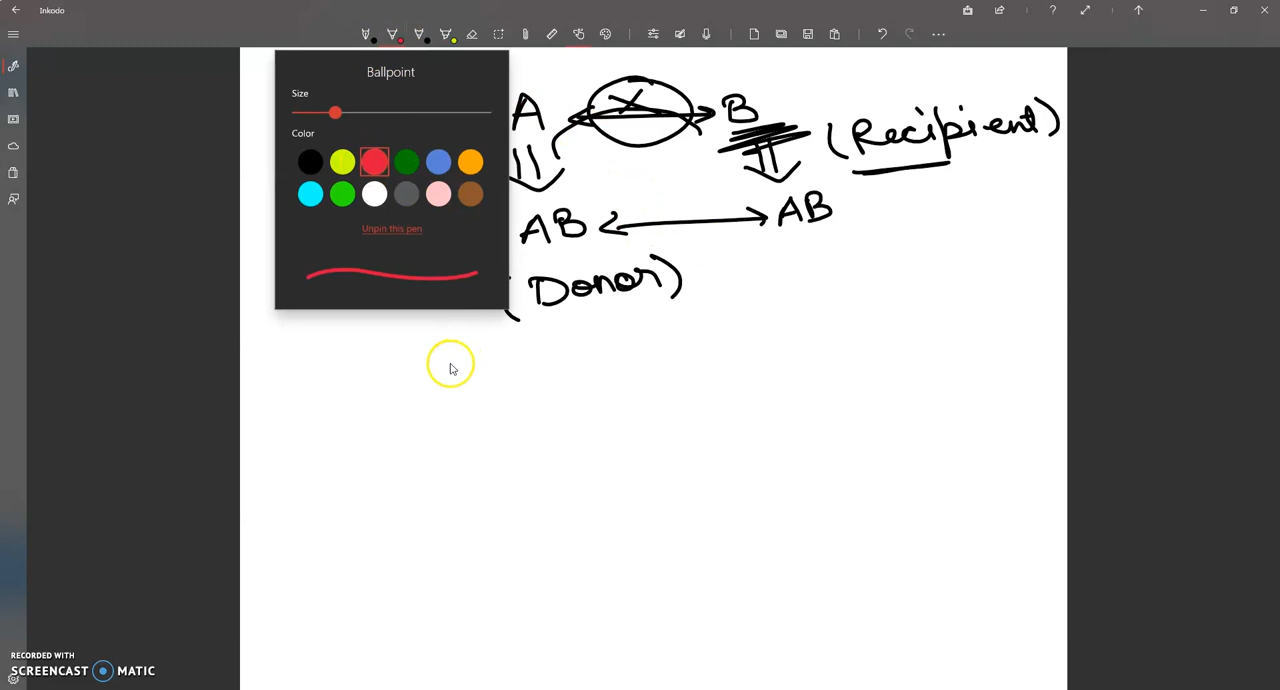 Inkodo
Ballpoint
Size
Color
Unpin this pen
A X B
(Recipient)
AB AB
(Donor)
RECORDED WITH
SCREENCAST MATIC